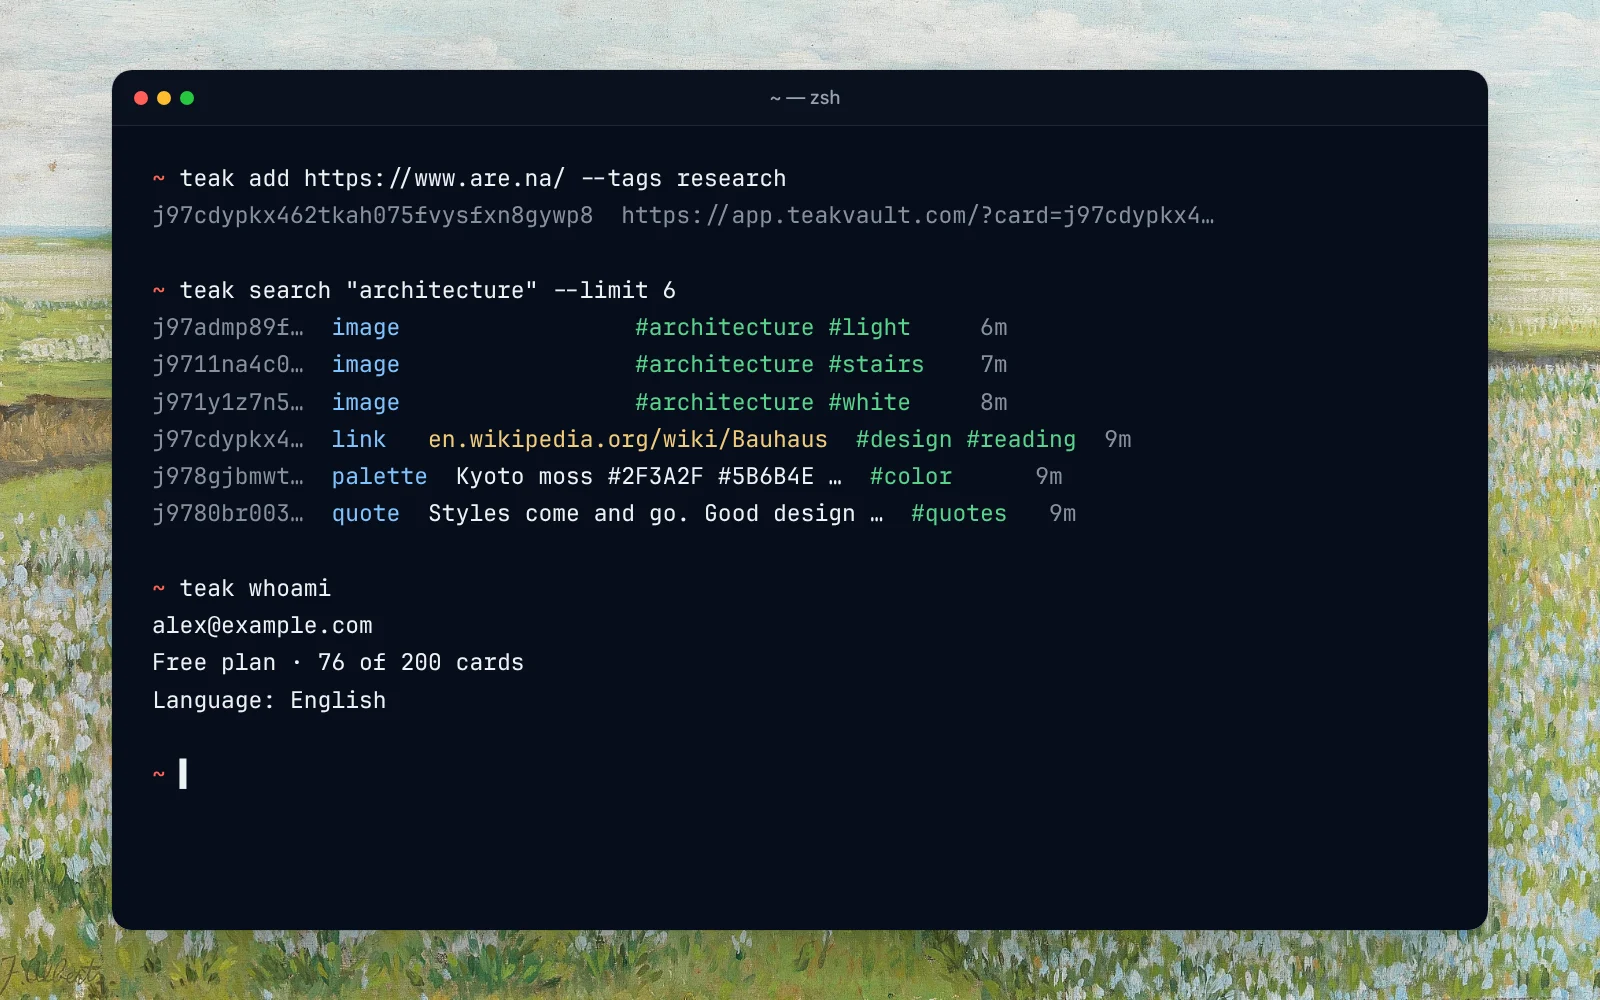 ~ — zsh
~ teak add https://www.are.na/ --tags research
j97cdypkx462tkah075fvysfxn8gywp8  https://app.teakvault.com/?card=j97cdypkx4…
~ teak search "architecture" --limit 6
j97admp89f…  image  #architecture #light  6m
j9711na4c0…  image  #architecture #stairs  7m
j971y1z7n5…  image  #architecture #white  8m
j97cdypkx4…  link  en.wikipedia.org/wiki/Bauhaus  #design #reading  9m
j978gjbmwt…  palette  Kyoto moss #2F3A2F #5B6B4E …  #color  9m
j9780br003…  quote  Styles come and go. Good design …  #quotes  9m
~ teak whoami
alex@example.com
Free plan · 76 of 200 cards
Language: English
~